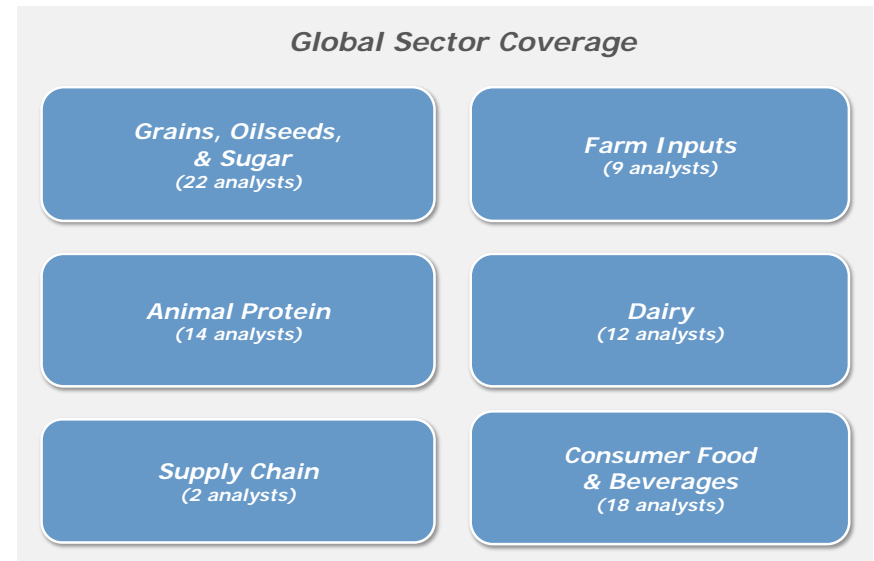 Global Sector Coverage
Grains, Oilseeds,
& Sugar
(22 analysts)
Farm Inputs
(9 analysts)
Animal Protein
(14 analysts)
Dairy
(12 analysts)
Supply Chain
(2 analysts)
Consumer Food
& Beverages
(18 analysts)